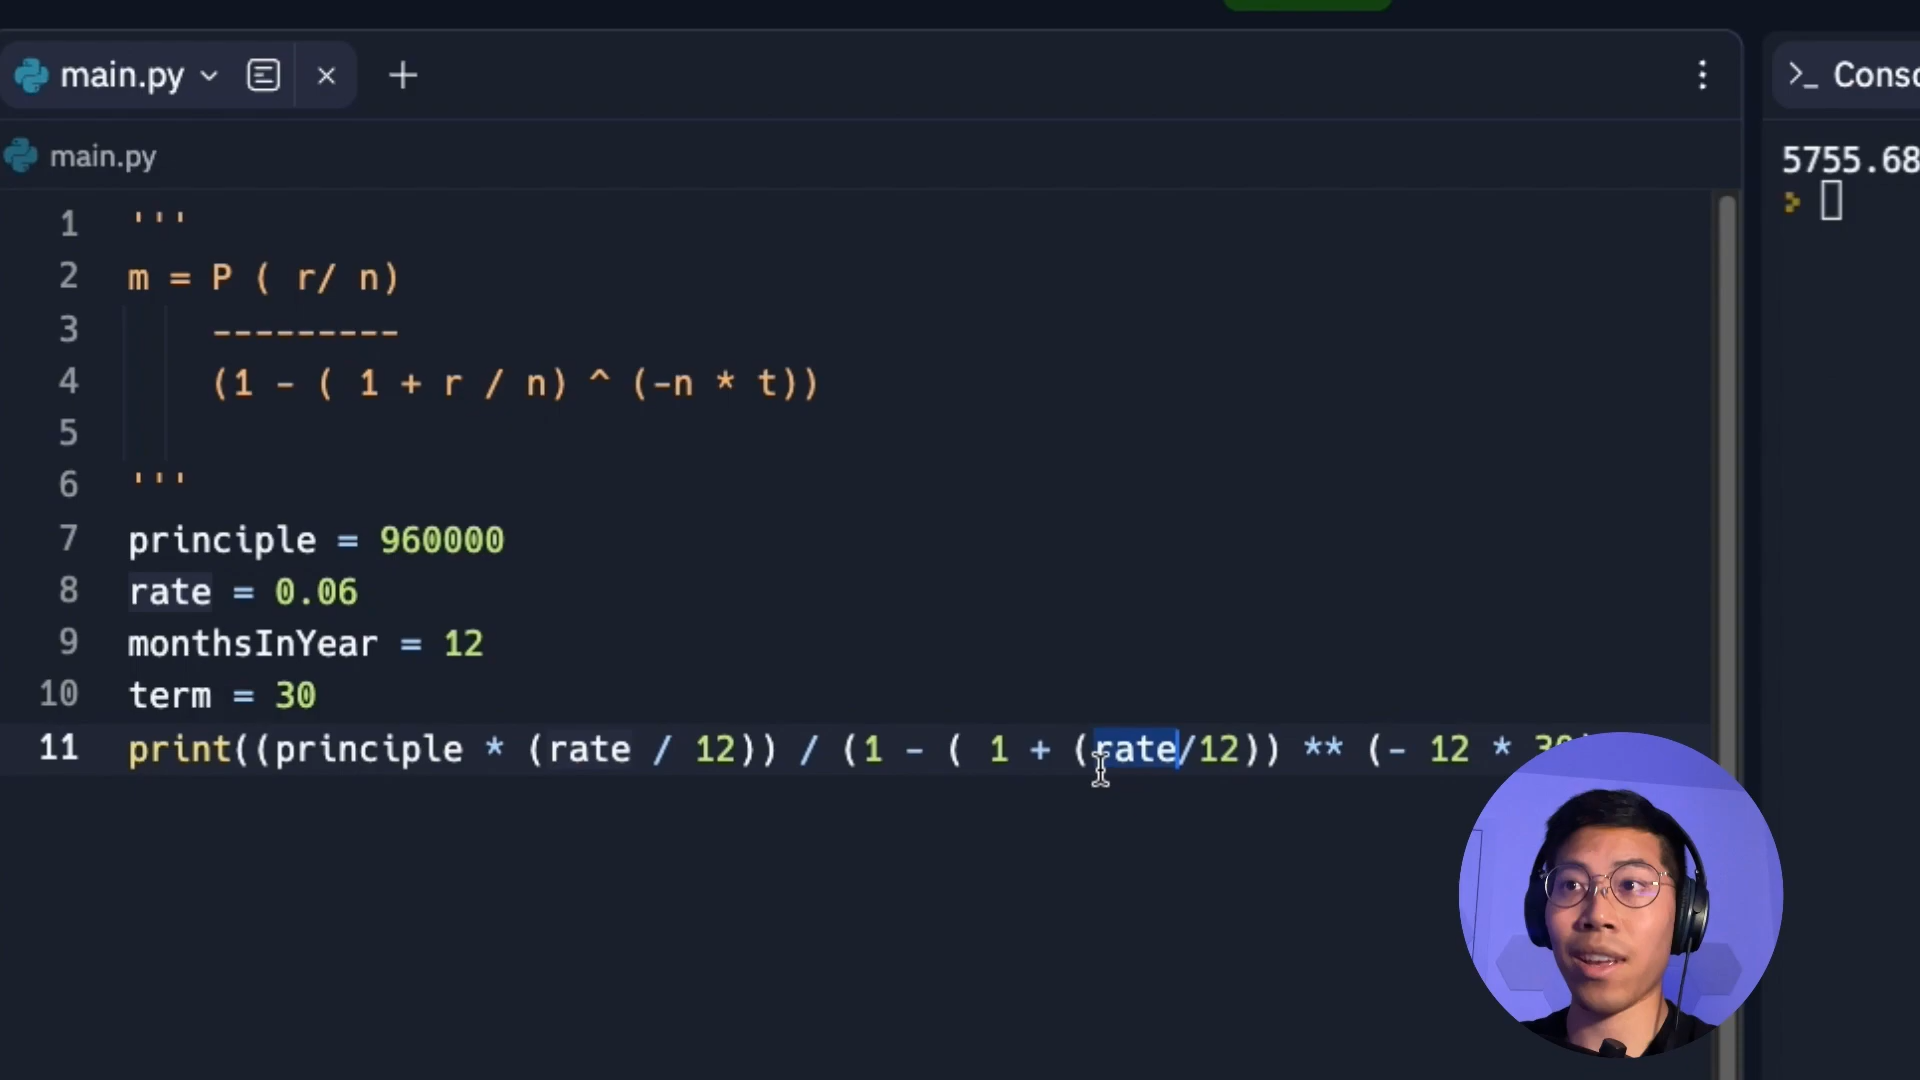 main.py
main.py
1 '''
2 m = P ( r/ n)
3 ---------
4 (1 - ( 1 + r / n) ^ (-n * t))
5
6 '''
7 principle = 960000
8 rate = 0.06
9 monthsInYear = 12
10 term = 30
11 print((principle * (rate / 12)) / (1 - ( 1 + (rate/12)) ** (- 12 * 30)
>_ Conso
5755.68